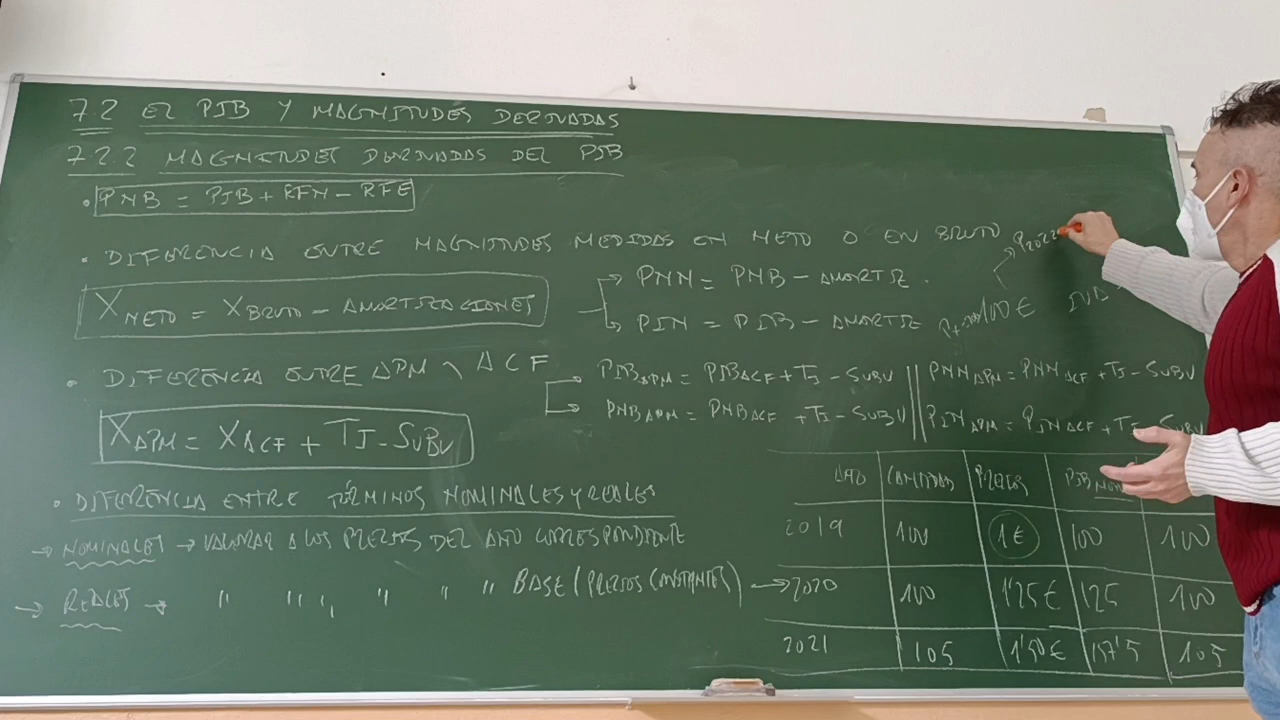 7.2 EL PIB Y MAGNITUDES DERIVADAS
7.2.2 MAGNITUDES DERIVADAS DEL PIB
• PNB = PIB + RFN - RFE
• DIFERENCIA ENTRE MAGNITUDES MEDIDAS EN NETO O EN BRUTO
X NETO = X BRUTO - AMORTIZACIONES
→ PNN = PNB - AMORTIZ.
→ PIN = PIB - AMORTIZ
P2022
100€
• DIFERENCIA ENTRE APM Y ACF
→ PIB APM = PIB ACF + TI - SUBV || PNN APM = PNN ACF + TI - SUBV
→ PNB APM = PNB ACF + TI - SUBV || PIN APM = PIN ACF + TI - SUBV
X APM = X ACF + TI - SUBV
• DIFERENCIA ENTRE TÉRMINOS NOMINALES Y REALES
→ NOMINALES → VALORAR A LOS PRECIOS DEL AÑO CORRESPONDIENTE
→ REALES → " " " " " " BASE (PRECIOS CONSTANTES) →
AÑO CANTIDAD PRECIOS PIB NOM
2019 100 1€ 100 100
2020 100 1'25€ 125 100
2021 105 1'50€ 157'5 105